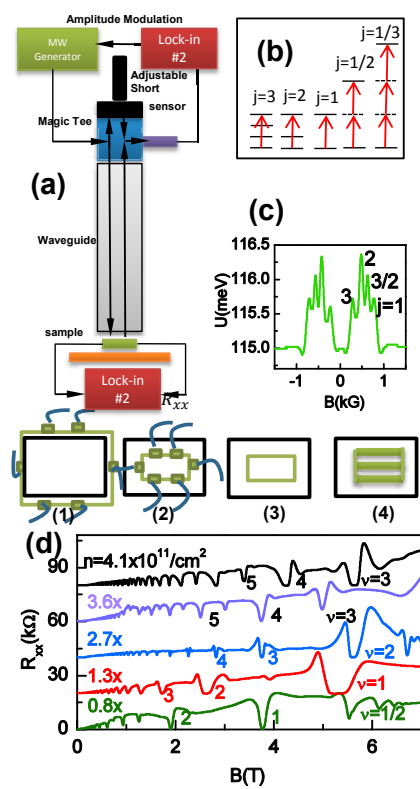 Amplitude Modulation
MW
Generator
Lock-in
#2
Adjustable
Short
sensor
Magic Tee
(a)
Waveguide
sample
Lock-in
#2
Rxx
(b)
j=3
j=2
j=1
j=1/2
j=1/3
(c)
U(meV)
116.5
116.0
115.5
115.0
2
3/2
3
j=1
-1
0
1
B(kG)
(1)
(2)
(3)
(4)
(d)
Rxx(kΩ)
90
60
30
0
n=4.1x10^11/cm^2
5
4
ν=3
3.6x
5
4
ν=3
2.7x
4
3
ν=2
1.3x
3
2
ν=1
0.8x
2
1
ν=1/2
0
2
4
6
B(T)